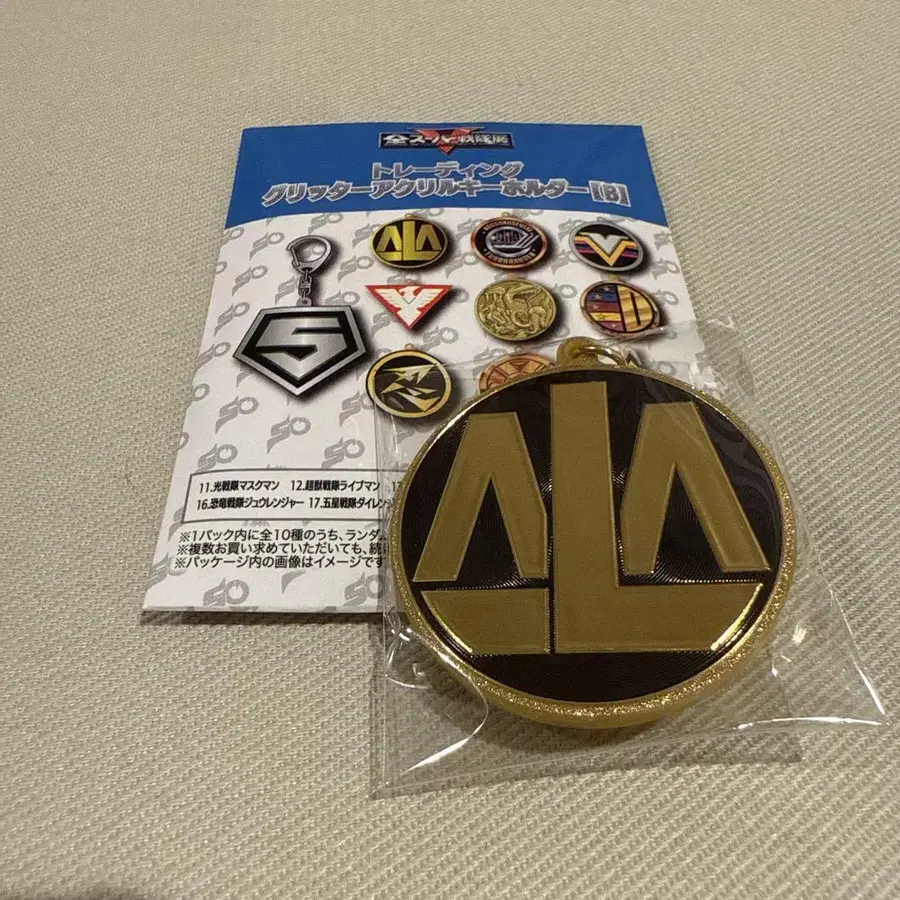 全スーパー戦隊展
トレーディング
グリッターアクリルキーホルダー【B】
ALA
5
V
D
11.光戦隊マスクマン 12.超獣戦隊ライブマン
16.恐竜戦隊ジュウレンジャー 17.五星戦隊ダイレン
※1パック内に全10種のうち、ランダム
※複数お買い求めていただいても、続
※パッケージ内の画像はイメージです
ALA